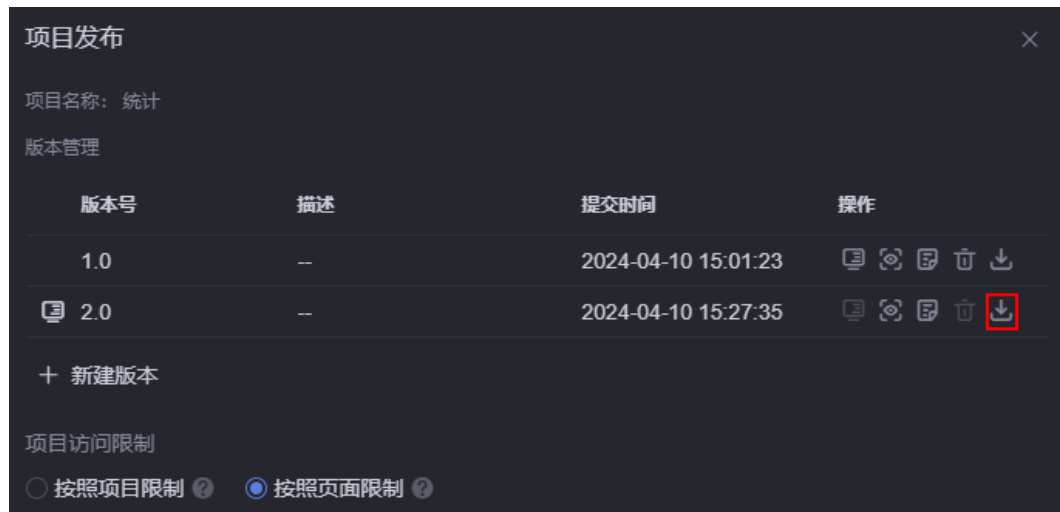 项目发布
项目名称： 统计
版本管理
版本号 描述 提交时间 操作
1.0 -- 2024-04-10 15:01:23
2.0 -- 2024-04-10 15:27:35
+ 新建版本
项目访问限制
按照项目限制 ? 按照页面限制 ?